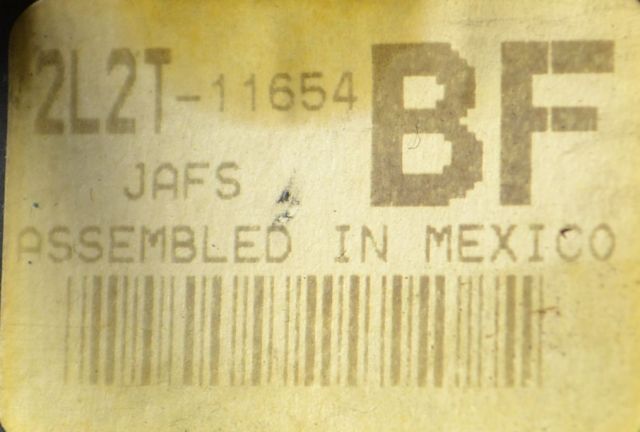 2L2T-11654 BF
JAFS
ASSEMBLED IN MEXICO